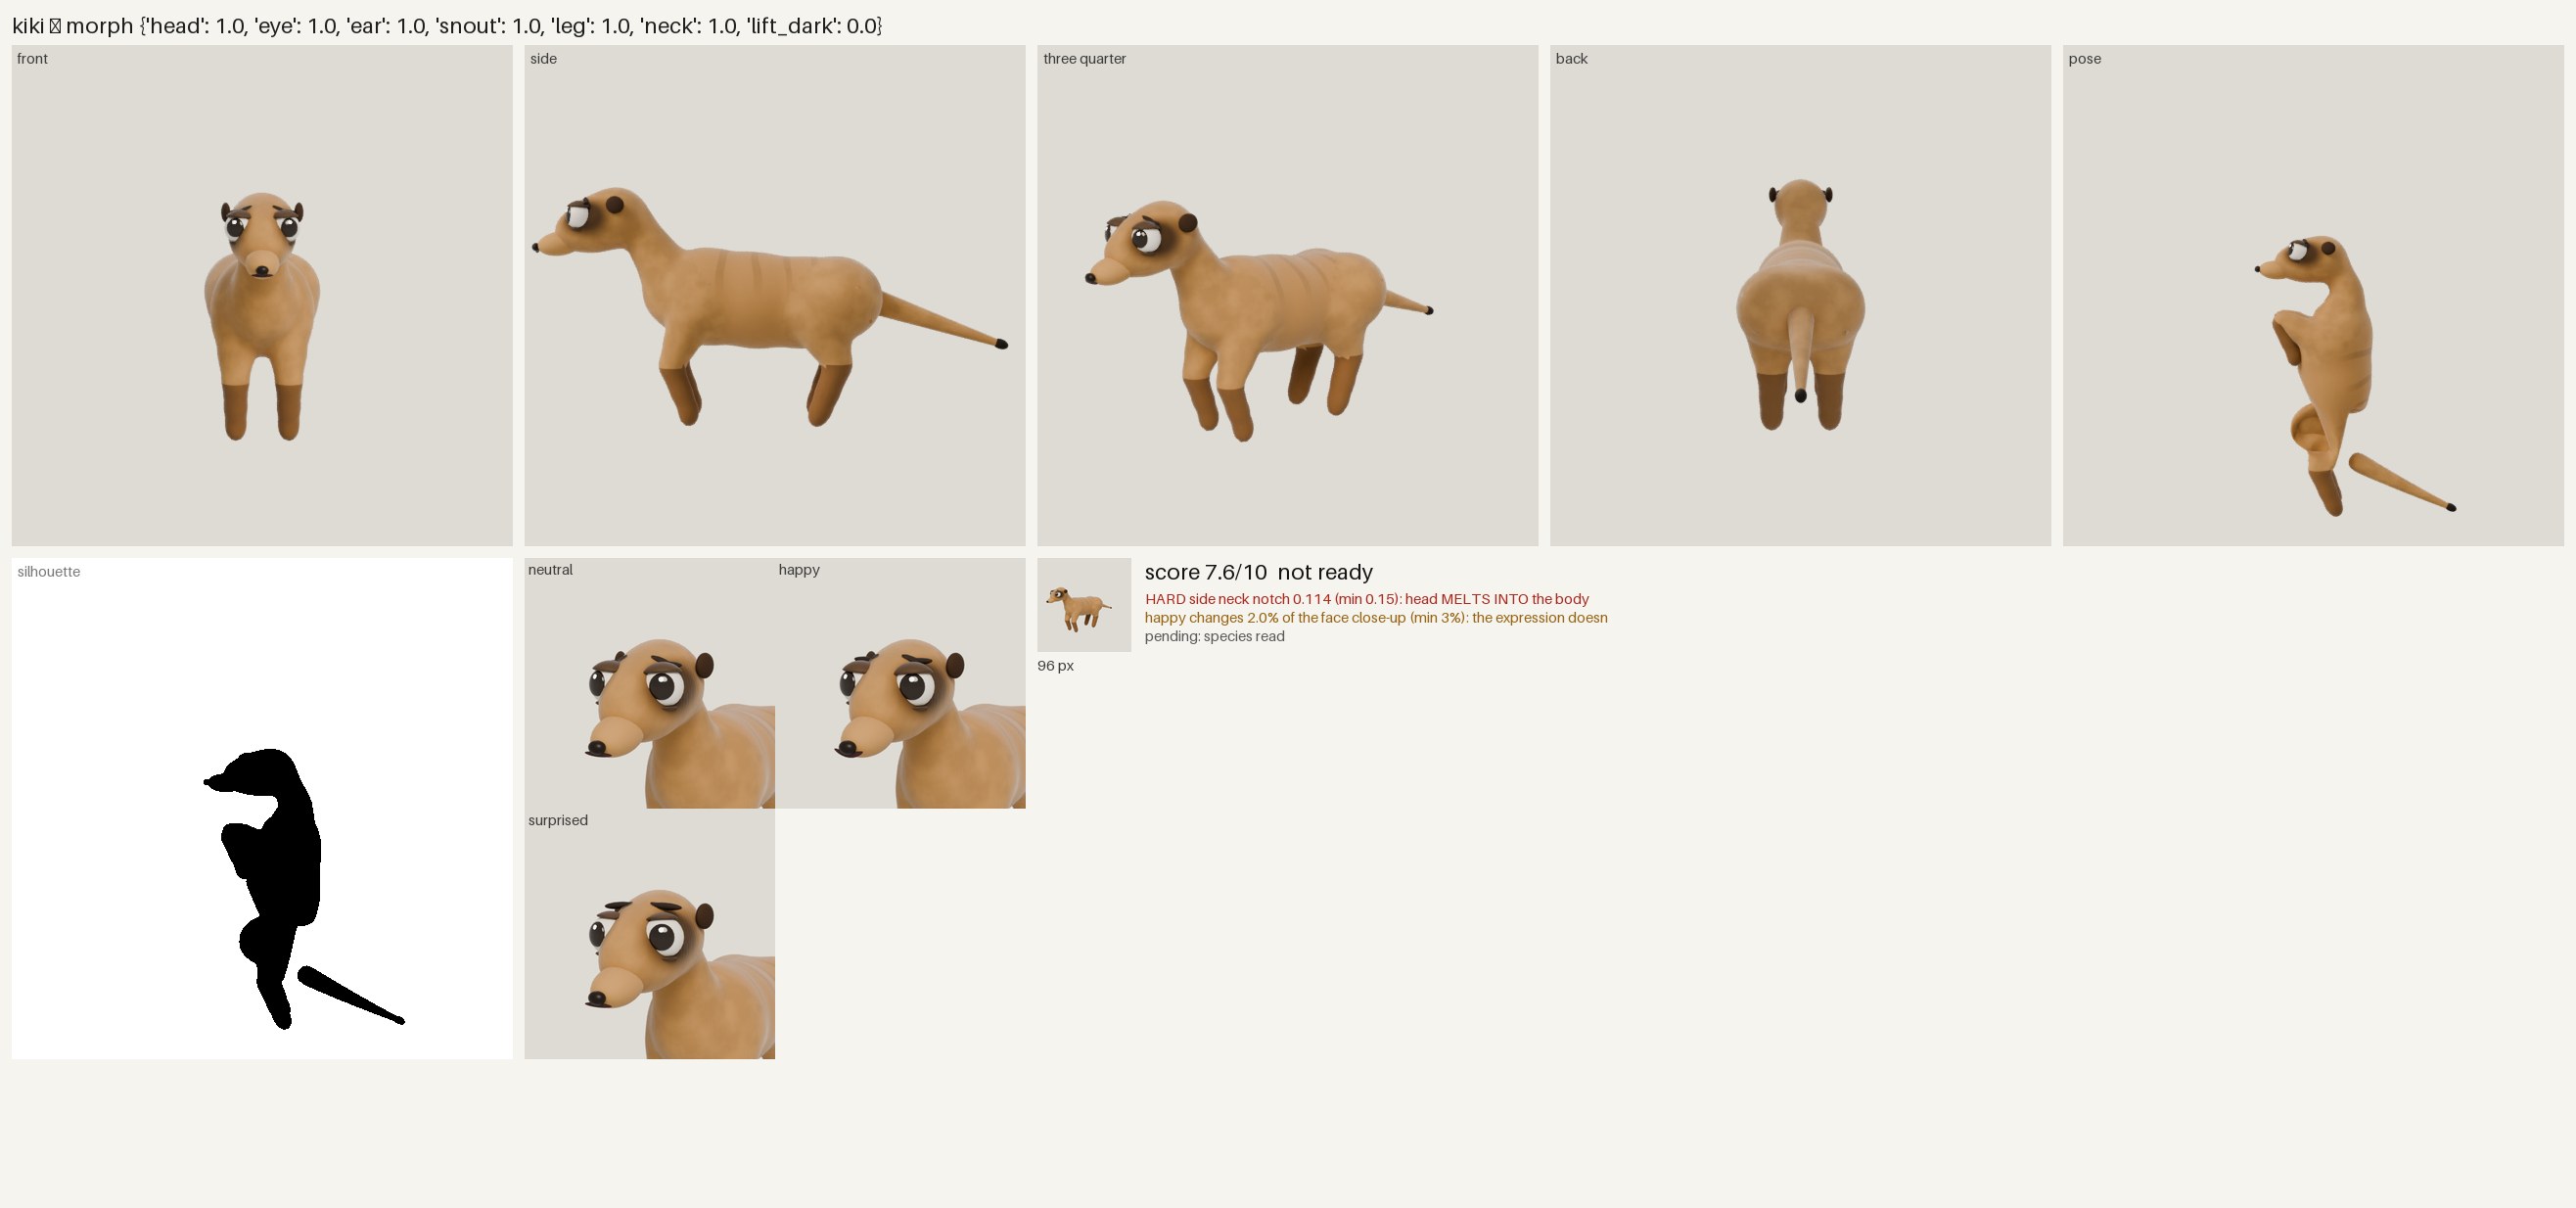 kiki ▯ morph {'head': 1.0, 'eye': 1.0, 'ear': 1.0, 'snout': 1.0, 'leg': 1.0, 'neck': 1.0, 'lift_dark': 0.0}
front
side
three quarter
back
pose
silhouette
neutral
happy
surprised
96 px
score 7.6/10  not ready
HARD side neck notch 0.114 (min 0.15): head MELTS INTO the body
happy changes 2.0% of the face close-up (min 3%): the expression doesn
pending: species read